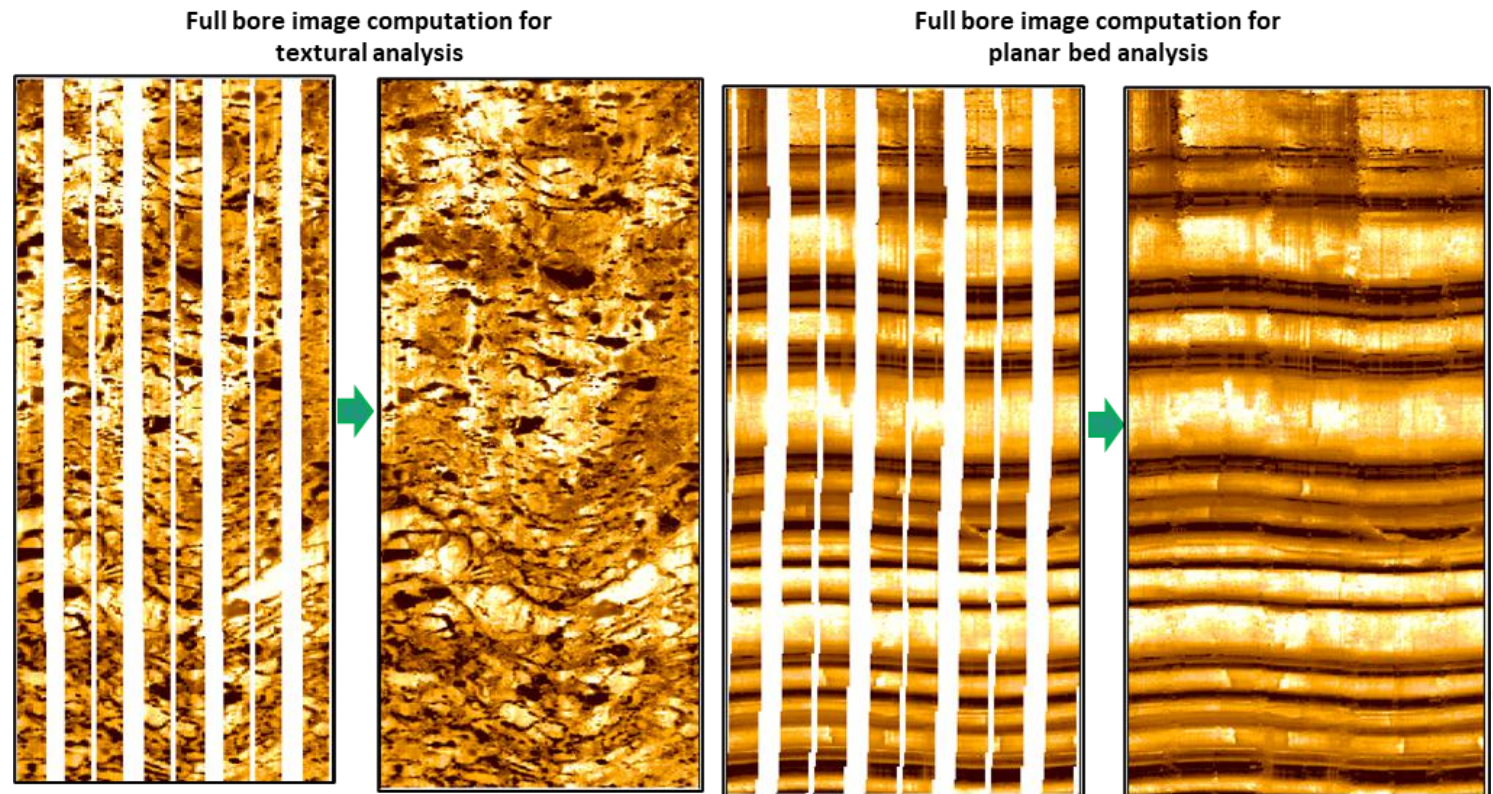 Full bore image computation for
textural analysis
Full bore image computation for
planar bed analysis